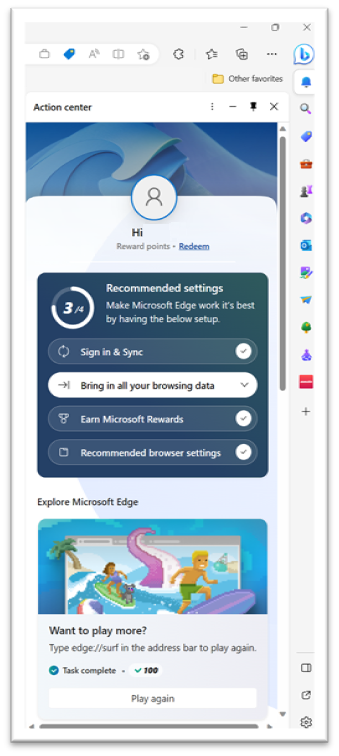 Other favorites
Action center
Hi
Reward points • Redeem
3/4
Recommended settings
Make Microsoft Edge work it's best
by having the below setup.
Sign in & Sync
Bring in all your browsing data
Earn Microsoft Rewards
Recommended browser settings
Explore Microsoft Edge
Want to play more?
Type edge://surf in the address bar to play again.
Task complete • 100
Play again